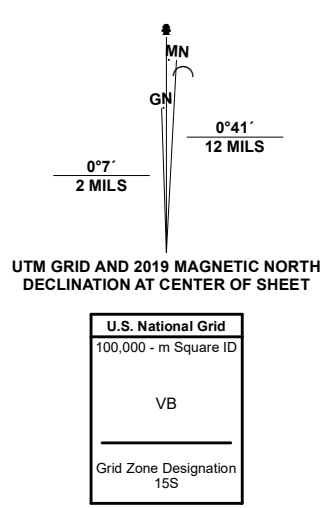 MN
GN
0°41´
12 MILS
0°7´
2 MILS
UTM GRID AND 2019 MAGNETIC NORTH
DECLINATION AT CENTER OF SHEET
U.S. National Grid
100,000 - m Square ID
VB
Grid Zone Designation
15S